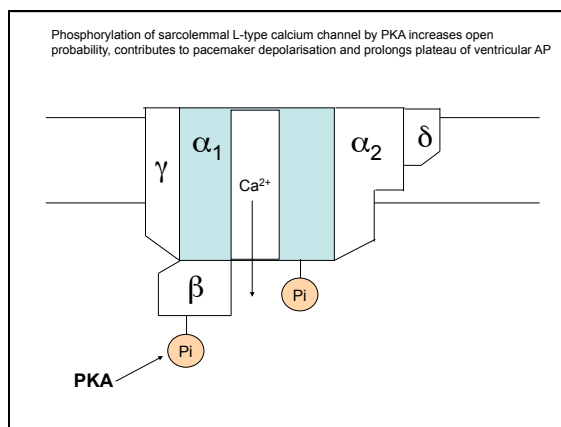 Phosphorylation of sarcolemmal L-type calcium channel by PKA increases open
probability, contributes to pacemaker depolarisation and prolongs plateau of ventricular AP
δ
α1
α2
γ
Ca²⁺
β
Pi
Pi
PKA